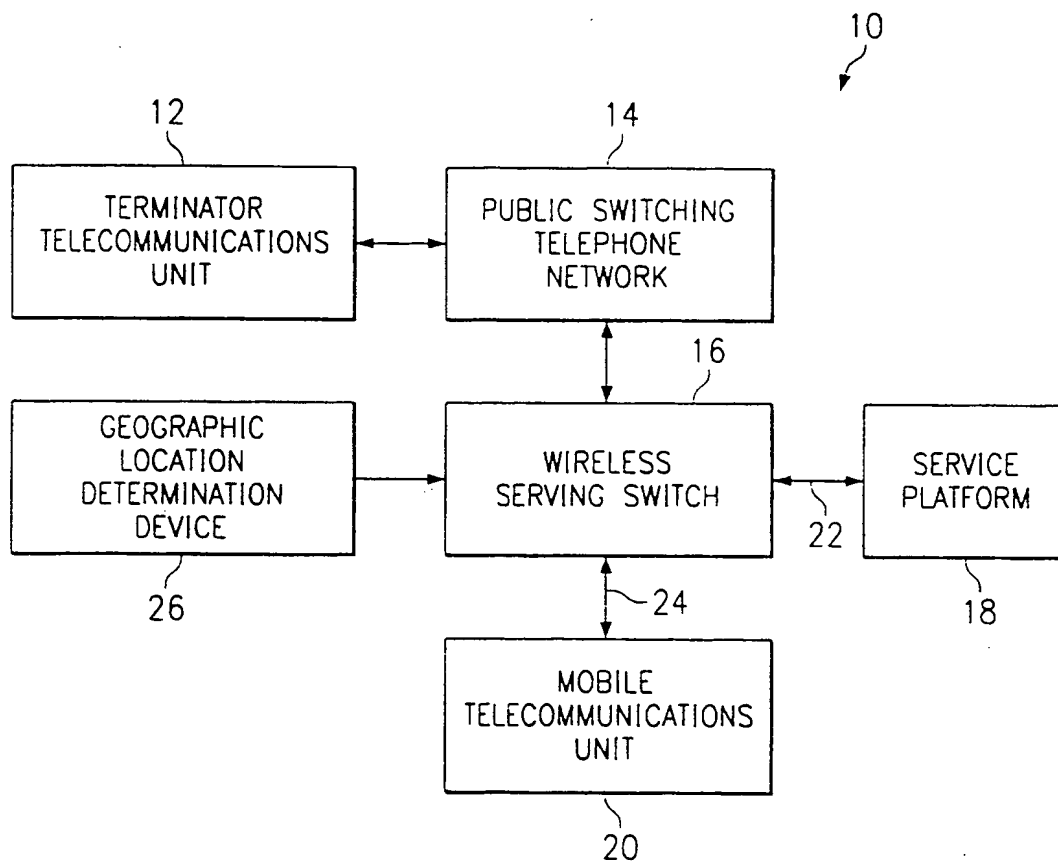 10
12
14
TERMINATOR
TELECOMMUNICATIONS
UNIT
PUBLIC SWITCHING
TELEPHONE
NETWORK
16
GEOGRAPHIC
LOCATION
DETERMINATION
DEVICE
WIRELESS
SERVING SWITCH
22
SERVICE
PLATFORM
26
24
18
MOBILE
TELECOMMUNICATIONS
UNIT
20